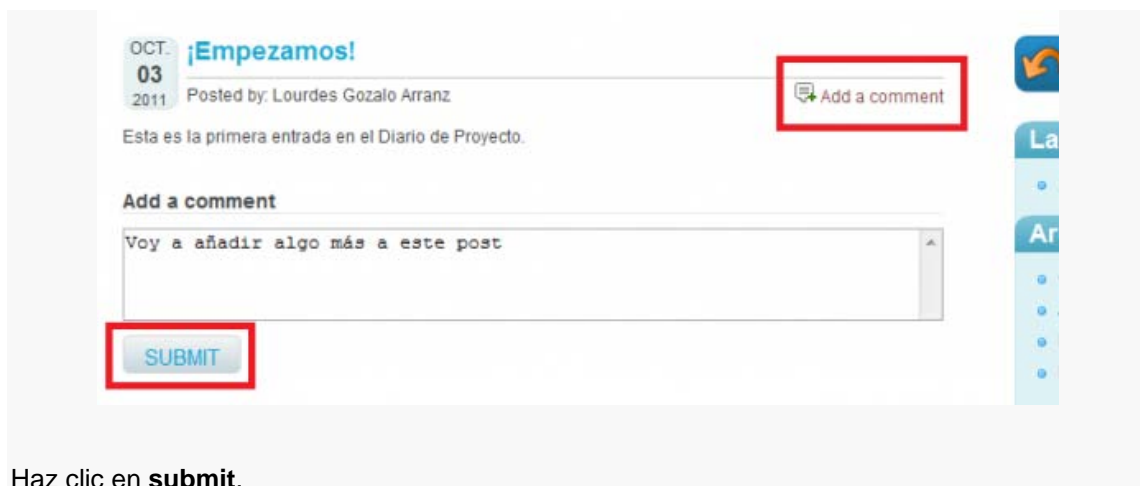 OCT.
03
2011
¡Empezamos!
Posted by: Lourdes Gozalo Arranz
Add a comment
Esta es la primera entrada en el Diario de Proyecto.
La
Add a comment
Voy a añadir algo más a este post
Ar
SUBMIT
Haz clic en submit.